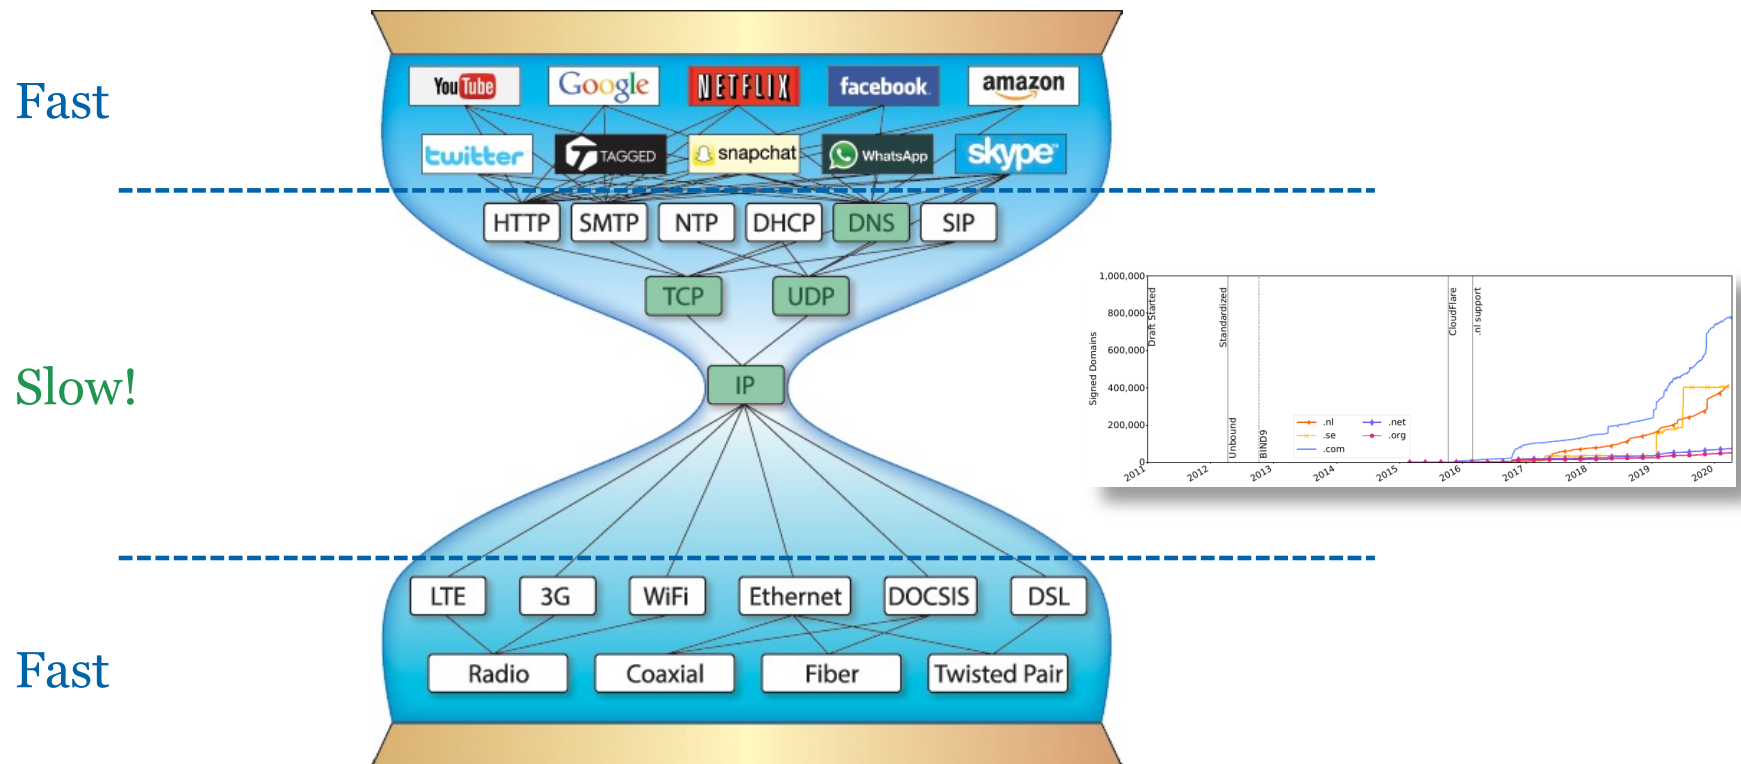 Fast
YouTube Google NETFLIX facebook amazon
twitter TAGGED snapchat WhatsApp skype
HTTP SMTP NTP DHCP DNS SIP
TCP UDP
Slow!
IP
1,000,000
800,000
600,000
400,000
200,000
0
Signed Domains
Draft Started
Standardized
Unbound
BIND9
CloudFlare
.nl support
.nl .net
.se .org
.com
2011 2012 2013 2014 2015 2016 2017 2018 2019 2020
LTE 3G WiFi Ethernet DOCSIS DSL
Fast
Radio Coaxial Fiber Twisted Pair